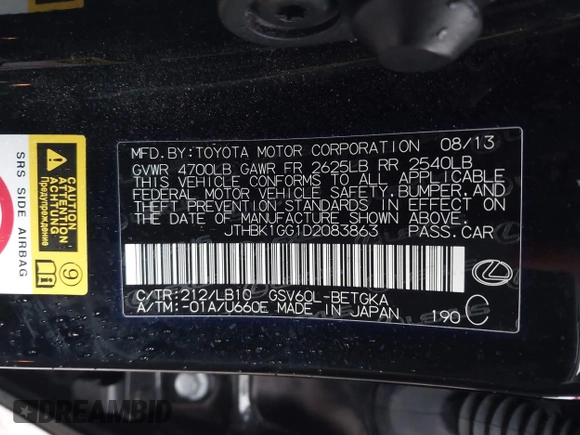 MFD.BY:TOYOTA MOTOR CORPORATION 08/13
GVWR 4700LB GAWR FR 2625LB RR 2540LB
THIS VEHICLE CONFORMS TO ALL APPLICABLE
FEDERAL MOTOR VEHICLE SAFETY,BUMPER,AND
THEFT PREVENTION STANDARDS IN EFFECT ON
THE DATE OF MANUFACTURE SHOWN ABOVE.
JTHBK1GG1D2083863 PASS.CAR
C/TR:212/LB10 GSV60L-BETGKA
A/TM:-01A/U660E MADE IN JAPAN 190 C
SRS SIDE AIRBAG
CAUTION
ATTENTION
ACHTUNG
Предупреждение
9
DREAMBID